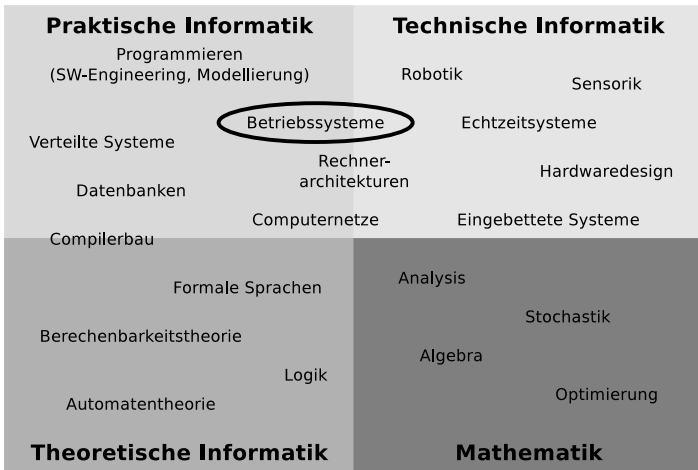 Praktische Informatik
Programmieren
(SW-Engineering, Modellierung)
Verteilte Systeme
Betriebssysteme
Rechner-
architekturen
Datenbanken
Computernetze
Compilerbau
Technische Informatik
Robotik
Sensorik
Echtzeitsysteme
Hardwaredesign
Eingebettete Systeme
Formale Sprachen
Berechenbarkeitstheorie
Logik
Automatentheorie
Theoretische Informatik
Analysis
Stochastik
Algebra
Optimierung
Mathematik